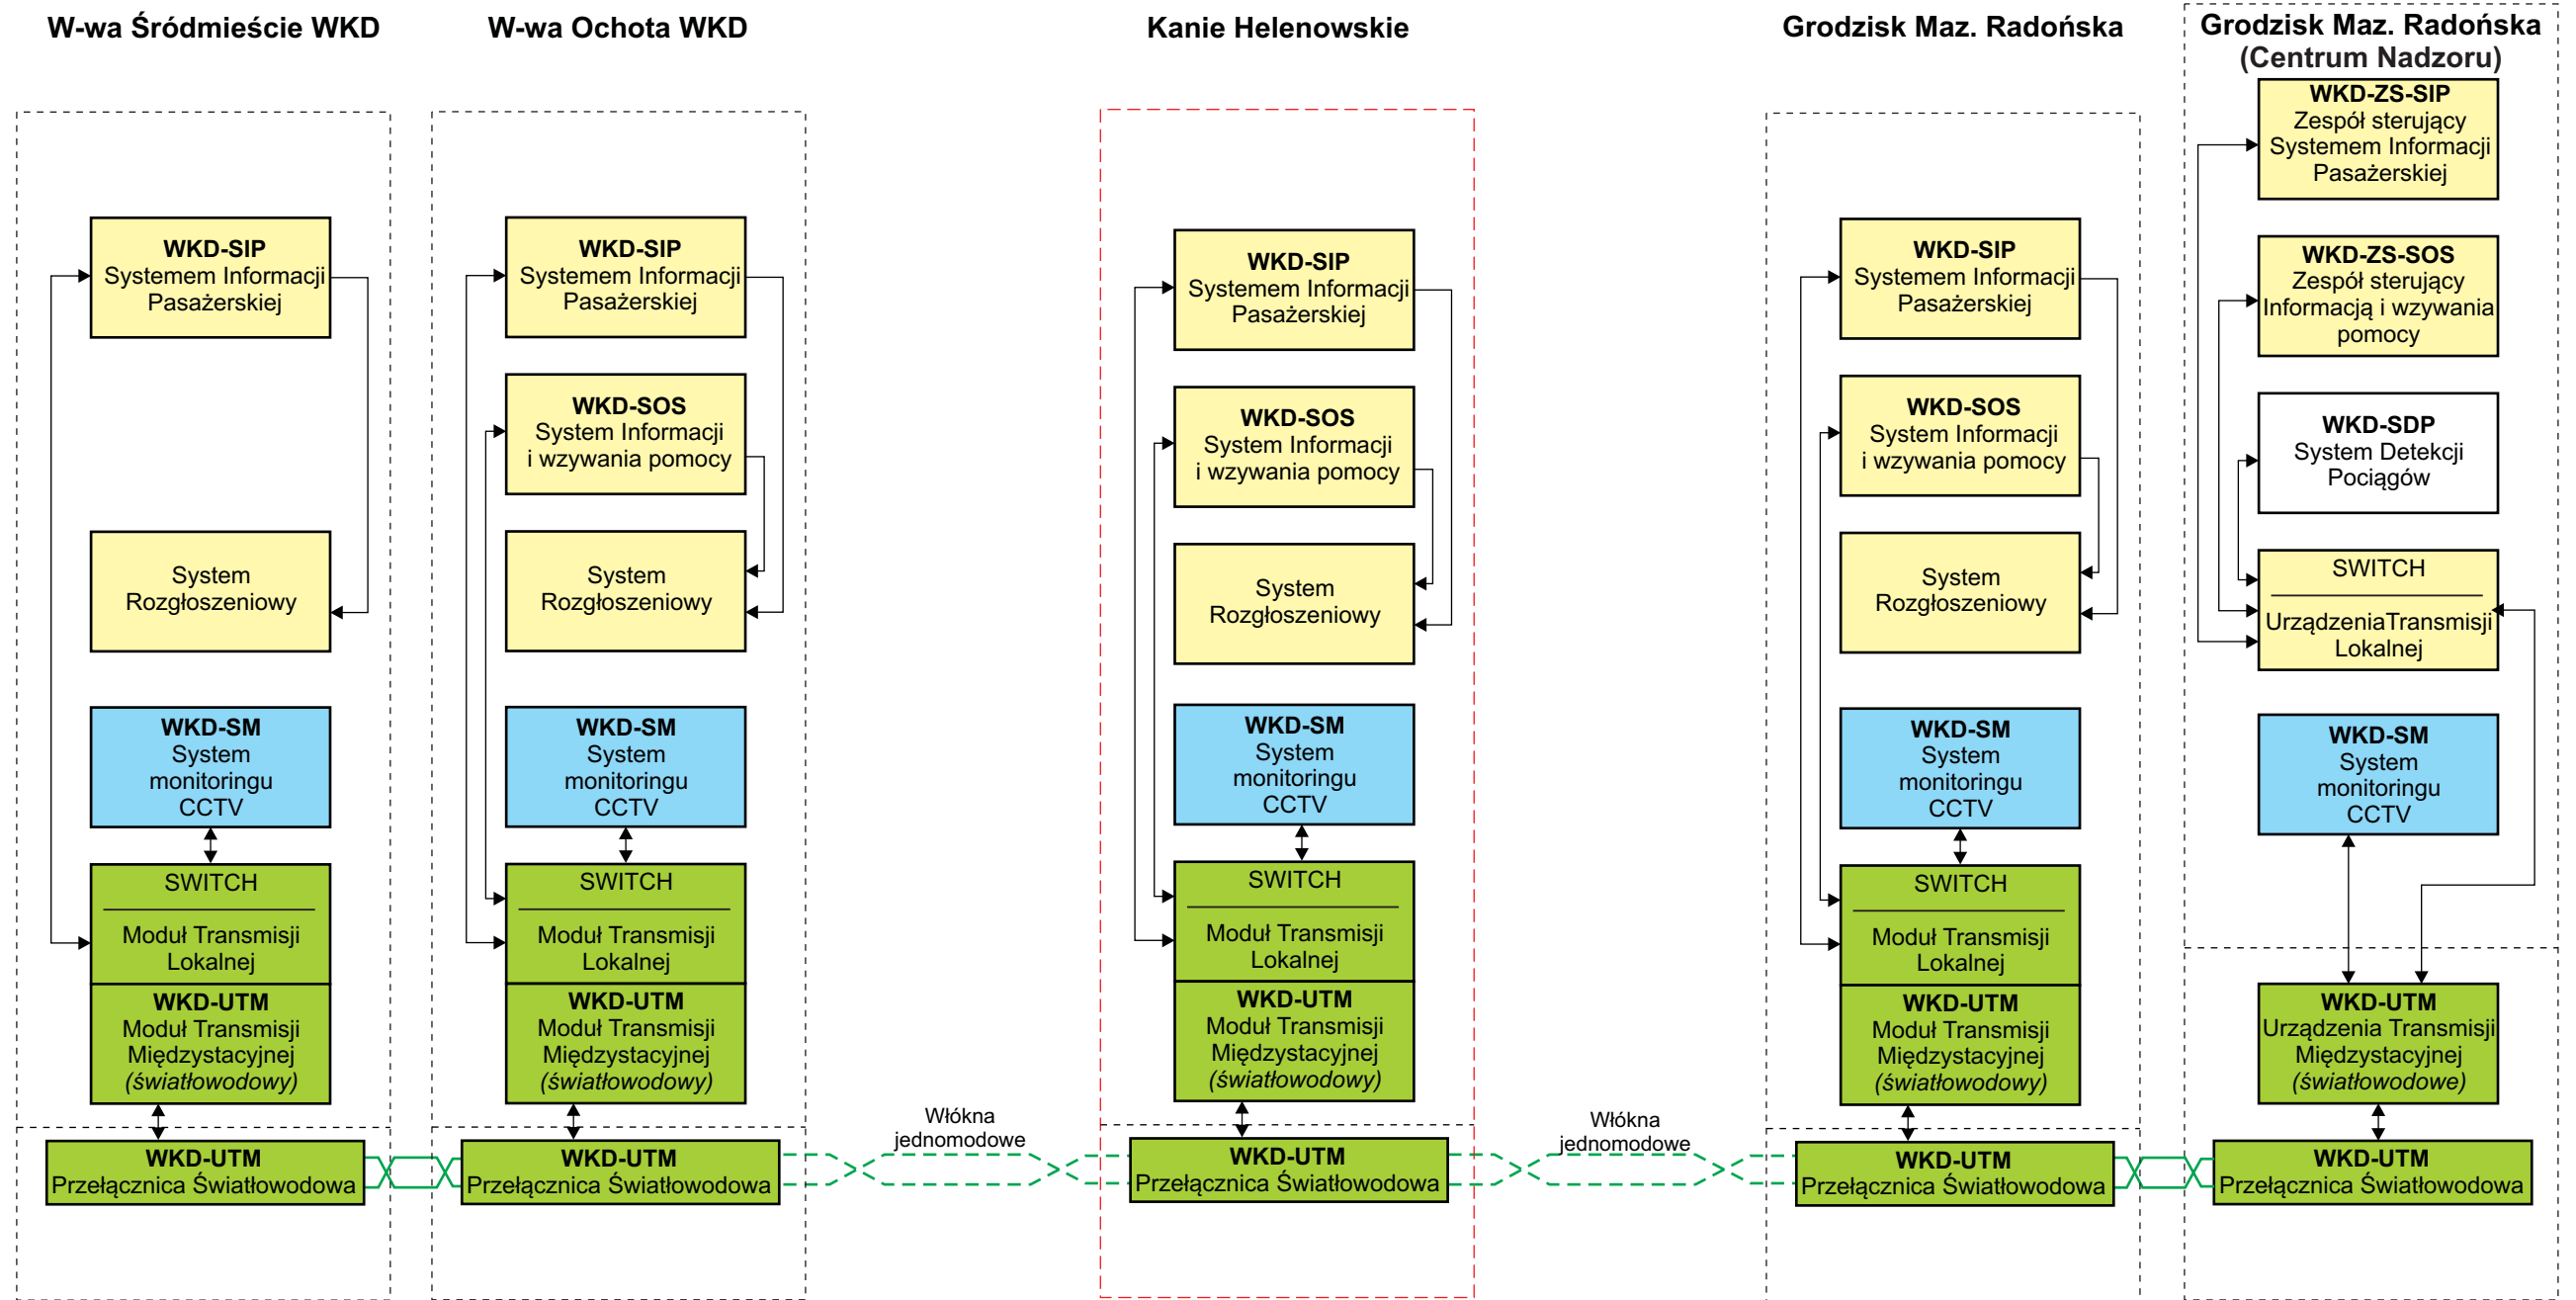 W-wa Śródmieście WKD
WKD-SIP
Systemem Informacji
Pasażerskiej
System
Rozgłoszeniowy
WKD-SM
System
monitoringu
CCTV
SWITCH
Moduł Transmisji
Lokalnej
WKD-UTM
Moduł Transmisji
Międzystacyjnej
(światłowodowy)
WKD-UTM
Przełącznica Światłowodowa
W-wa Ochota WKD
WKD-SIP
Systemem Informacji
Pasażerskiej
WKD-SOS
System Informacji
i wzywania pomocy
System
Rozgłoszeniowy
WKD-SM
System
monitoringu
CCTV
SWITCH
Moduł Transmisji
Lokalnej
WKD-UTM
Moduł Transmisji
Międzystacyjnej
(światłowodowy)
WKD-UTM
Przełącznica Światłowodowa
Włókna
jednomodowe
Kanie Helenowskie
WKD-SIP
Systemem Informacji
Pasażerskiej
WKD-SOS
System Informacji
i wzywania pomocy
System
Rozgłoszeniowy
WKD-SM
System
monitoringu
CCTV
SWITCH
Moduł Transmisji
Lokalnej
WKD-UTM
Moduł Transmisji
Międzystacyjnej
(światłowodowy)
WKD-UTM
Przełącznica Światłowodowa
Włókna
jednomodowe
Grodzisk Maz. Radońska
WKD-SIP
Systemem Informacji
Pasażerskiej
WKD-SOS
System Informacji
i wzywania pomocy
System
Rozgłoszeniowy
WKD-SM
System
monitoringu
CCTV
SWITCH
Moduł Transmisji
Lokalnej
WKD-UTM
Moduł Transmisji
Międzystacyjnej
(światłowodowy)
WKD-UTM
Przełącznica Światłowodowa
Grodzisk Maz. Radońska
(Centrum Nadzoru)
WKD-ZS-SIP
Zespół sterujący
Systemem Informacji
Pasażerskiej
WKD-ZS-SOS
Zespół sterujący
Informacją i wzywania
pomocy
WKD-SDP
System Detekcji
Pociągów
SWITCH
UrządzeniaTransmisji
Lokalnej
WKD-SM
System
monitoringu
CCTV
WKD-UTM
Urządzenia Transmisji
Międzystacyjnej
(światłowodowe)
WKD-UTM
Przełącznica Światłowodowa